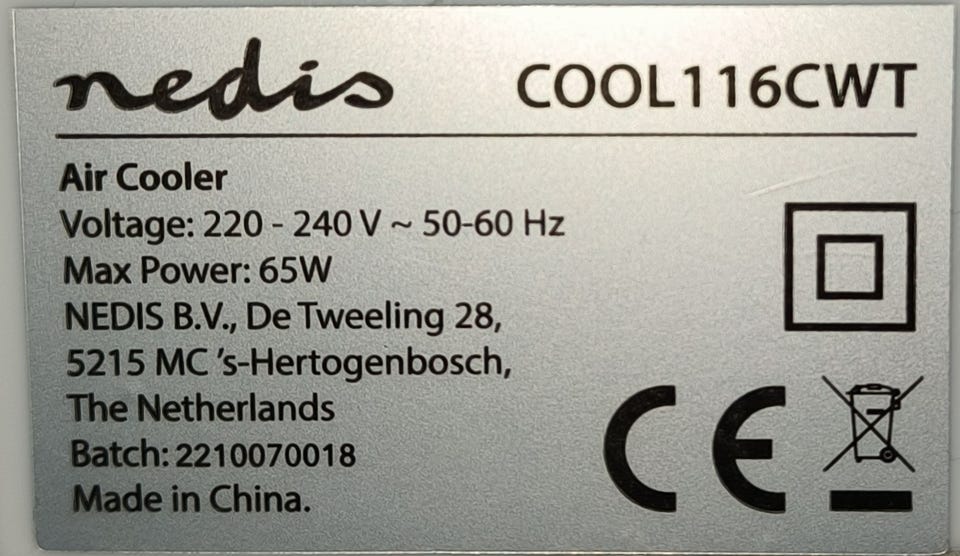 nedis COOL116CWT
Air Cooler
Voltage: 220 - 240 V ~ 50-60 Hz
Max Power: 65W
NEDIS B.V., De Tweeling 28,
5215 MC 's-Hertogenbosch,
The Netherlands
Batch: 2210070018
Made in China.
CE